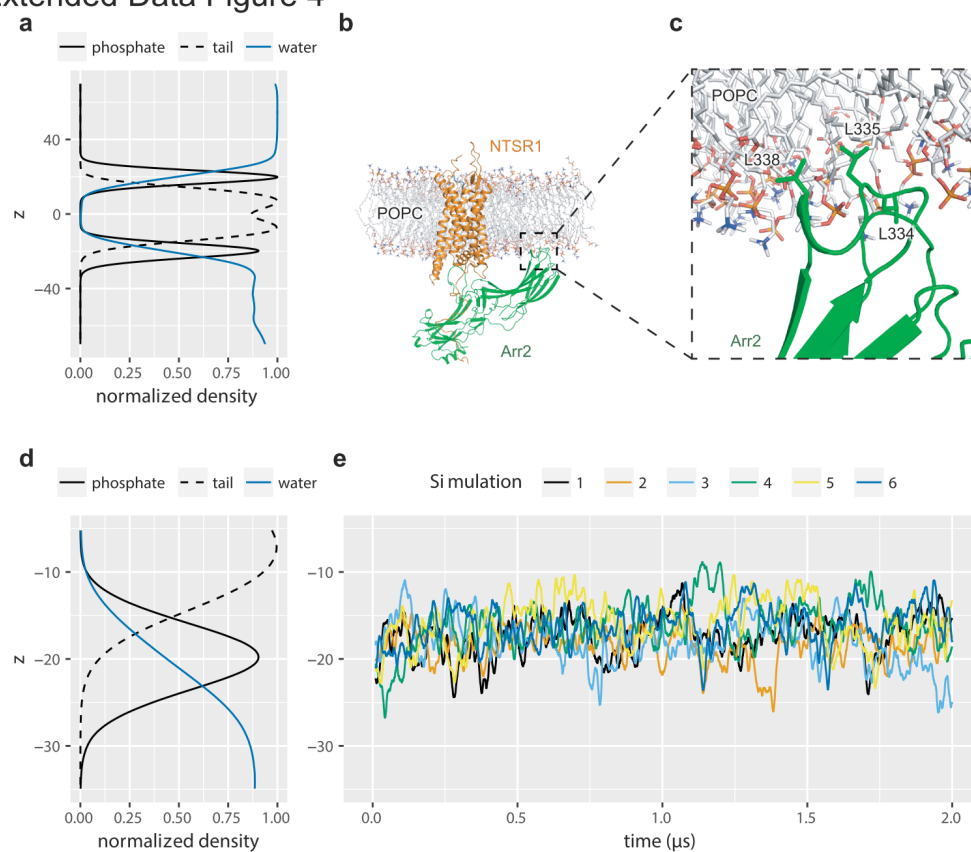 Extended Data Figure 4
a
phosphate tail water
z
40
0
−40
0.00 0.25 0.50 0.75 1.00
normalized density
b
NTSR1
POPC
Arr2
c
POPC
L335
L338
L334
Arr2
d
phosphate tail water
z
−10
−20
−30
0.00 0.25 0.50 0.75 1.00
normalized density
e
Simulation 1 2 3 4 5 6
−10
−20
−30
0.0 0.5 1.0 1.5 2.0
time (μs)